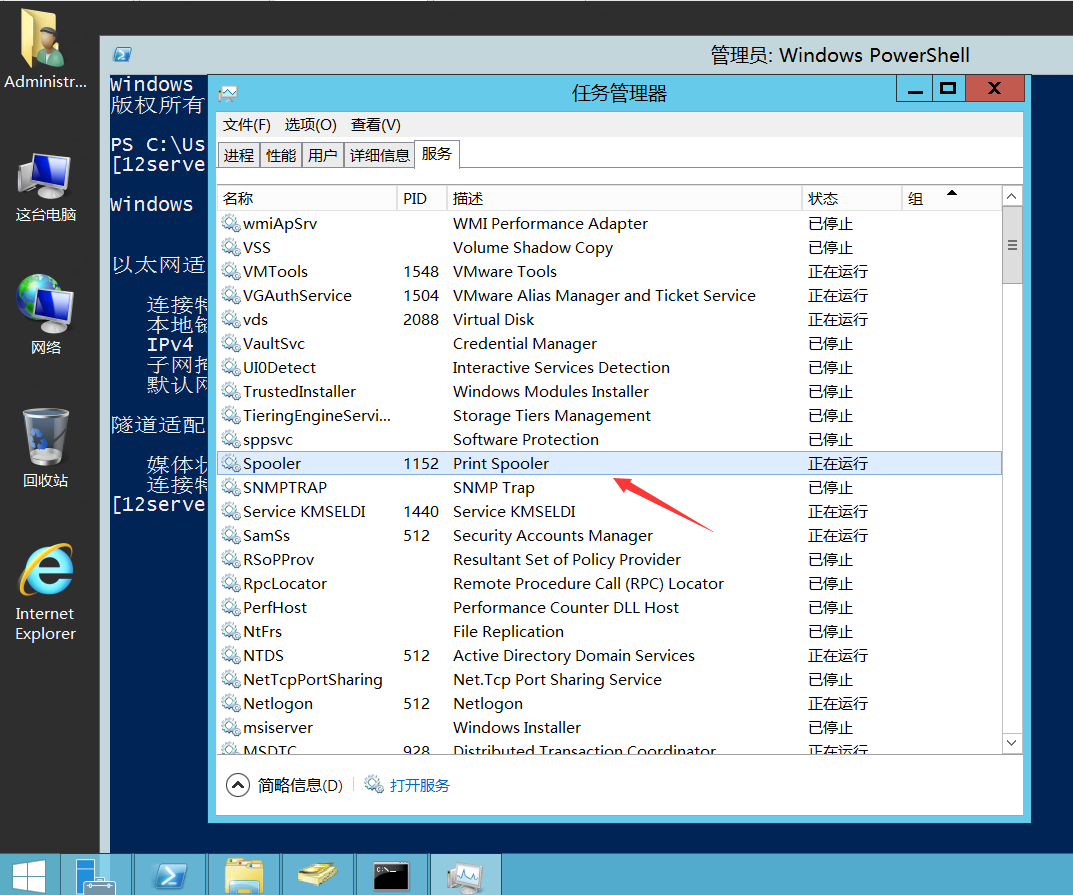 Administr...
这台电脑
网络
回收站
Internet
Explorer
管理员: Windows PowerShell
Windows
版权所有
PS C:\Us
[12serve
Windows
以太网适
连接特
本地链
IPv4
子网掩
默认网
隧道适配
媒体状
连接特
[12serve
任务管理器
文件(F) 选项(O) 查看(V)
进程 性能 用户 详细信息 服务
名称 PID 描述 状态 组
wmiApSrv WMI Performance Adapter 已停止
VSS Volume Shadow Copy 已停止
VMTools 1548 VMware Tools 正在运行
VGAuthService 1504 VMware Alias Manager and Ticket Service 正在运行
vds 2088 Virtual Disk 正在运行
VaultSvc Credential Manager 已停止
UI0Detect Interactive Services Detection 已停止
TrustedInstaller Windows Modules Installer 已停止
TieringEngineServi... Storage Tiers Management 已停止
sppsvc Software Protection 已停止
Spooler 1152 Print Spooler 正在运行
SNMPTRAP SNMP Trap 已停止
Service KMSELDI 1440 Service KMSELDI 正在运行
SamSs 512 Security Accounts Manager 正在运行
RSoPProv Resultant Set of Policy Provider 已停止
RpcLocator Remote Procedure Call (RPC) Locator 已停止
PerfHost Performance Counter DLL Host 已停止
NtFrs File Replication 已停止
NTDS 512 Active Directory Domain Services 正在运行
NetTcpPortSharing Net.Tcp Port Sharing Service 已停止
Netlogon 512 Netlogon 正在运行
msiserver Windows Installer 已停止
MSDTC 928 Distributed Transaction Coordinator 正在运行
简略信息(D) 打开服务